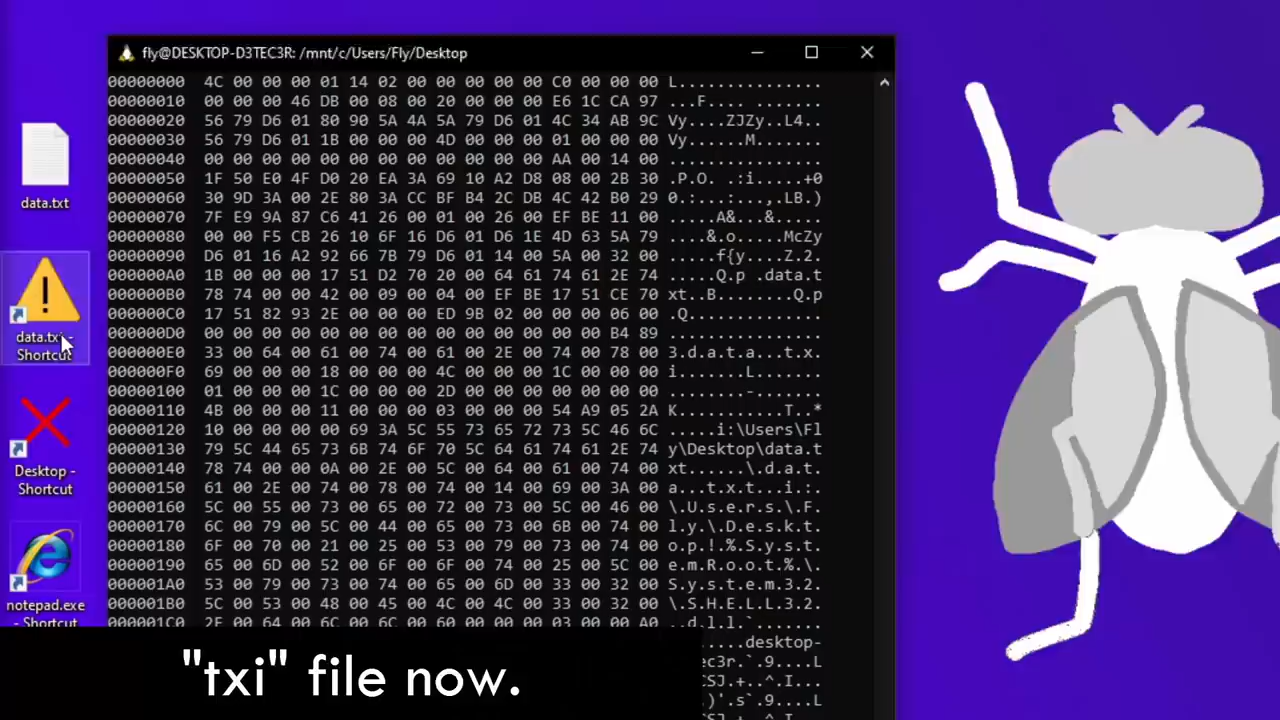 fly@DESKTOP-D3TEC3R: /mnt/c/Users/Fly/Desktop
00000000 4C 00 00 00 01 14 02 00 00 00 00 00 C0 00 00 00 L...............
00000010 00 00 00 46 DB 00 08 00 20 00 00 00 E6 1C CA 97 ...F.... .......
00000020 56 79 D6 01 80 90 5A 4A 5A 79 D6 01 4C 34 AB 9C Vy....ZJZy..L4..
00000030 56 79 D6 01 1B 00 00 00 4D 00 00 00 01 00 00 00 Vy......M.......
00000040 00 00 00 00 00 00 00 00 00 00 00 00 AA 00 14 00 ................
00000050 1F 50 E0 4F D0 20 EA 3A 69 10 A2 D8 08 00 2B 30 .P.O. .:i.....+0
00000060 30 9D 3A 00 2E 80 3A CC BF B4 2C DB 4C 42 B0 29 0.:...:...,.LB.)
00000070 7F E9 9A 87 C6 41 26 00 01 00 26 00 EF BE 11 00 .....A&...&.....
00000080 00 00 F5 CB 26 10 6F 16 D6 01 D6 1E 4D 63 5A 79 ....&.o.....McZy
00000090 D6 01 16 A2 92 66 7B 79 D6 01 14 00 5A 00 32 00 .....f{y....Z.2.
000000A0 1B 00 00 00 17 51 D2 70 20 00 64 61 74 61 2E 74 .....Q.p .data.t
000000B0 78 74 00 00 42 00 09 00 04 00 EF BE 17 51 CE 70 xt..B........Q.p
000000C0 17 51 82 93 2E 00 00 00 ED 9B 02 00 00 00 06 00 .Q..............
000000D0 00 00 00 00 00 00 00 00 00 00 00 00 00 00 B4 89 ................
000000E0 33 00 64 00 61 00 74 00 61 00 2E 00 74 00 78 00 3.d.a.t.a...t.x.
000000F0 69 00 00 00 18 00 00 00 4C 00 00 00 1C 00 00 00 i.......L.......
00000100 01 00 00 00 1C 00 00 00 2D 00 00 00 00 00 00 00 ........-.......
00000110 4B 00 00 00 11 00 00 00 03 00 00 00 54 A9 05 2A K...........T..*
00000120 10 00 00 00 00 69 3A 5C 55 73 65 72 73 5C 46 6C .....i:\Users\Fl
00000130 79 5C 44 65 73 6B 74 6F 70 5C 64 61 74 61 2E 74 y\Desktop\data.t
00000140 78 74 00 00 0A 00 2E 00 5C 00 64 00 61 00 74 00 xt......\.d.a.t.
00000150 61 00 2E 00 74 00 78 00 74 00 14 00 69 00 3A 00 a...t.x.t...i.:.
00000160 5C 00 55 00 73 00 65 00 72 00 73 00 5C 00 46 00 \.U.s.e.r.s.\.F.
00000170 6C 00 79 00 5C 00 44 00 65 00 73 00 6B 00 74 00 l.y.\.D.e.s.k.t.
00000180 6F 00 70 00 21 00 25 00 53 00 79 00 73 00 74 00 o.p.!.%.S.y.s.t.
00000190 65 00 6D 00 52 00 6F 00 6F 00 74 00 25 00 5C 00 e.m.R.o.o.t.%.\.
000001A0 53 00 79 00 73 00 74 00 65 00 6D 00 33 00 32 00 S.y.s.t.e.m.3.2.
000001B0 5C 00 53 00 48 00 45 00 4C 00 4C 00 33 00 32 00 \.S.H.E.L.L.3.2.
000001C0 2E 00 64 00 6C 00 6C 00 60 00 00 00 03 00 00 A0 ..d.l.l.`.......
....desktop-
ec3r.`.9....L
CSJ.+..^.I...
.)'.s`.9....L
CSJ.+..^.I...
data.txt
data.txi -
Shortcut
Desktop -
Shortcut
notepad.exe
- Shortcut
"txi" file now.